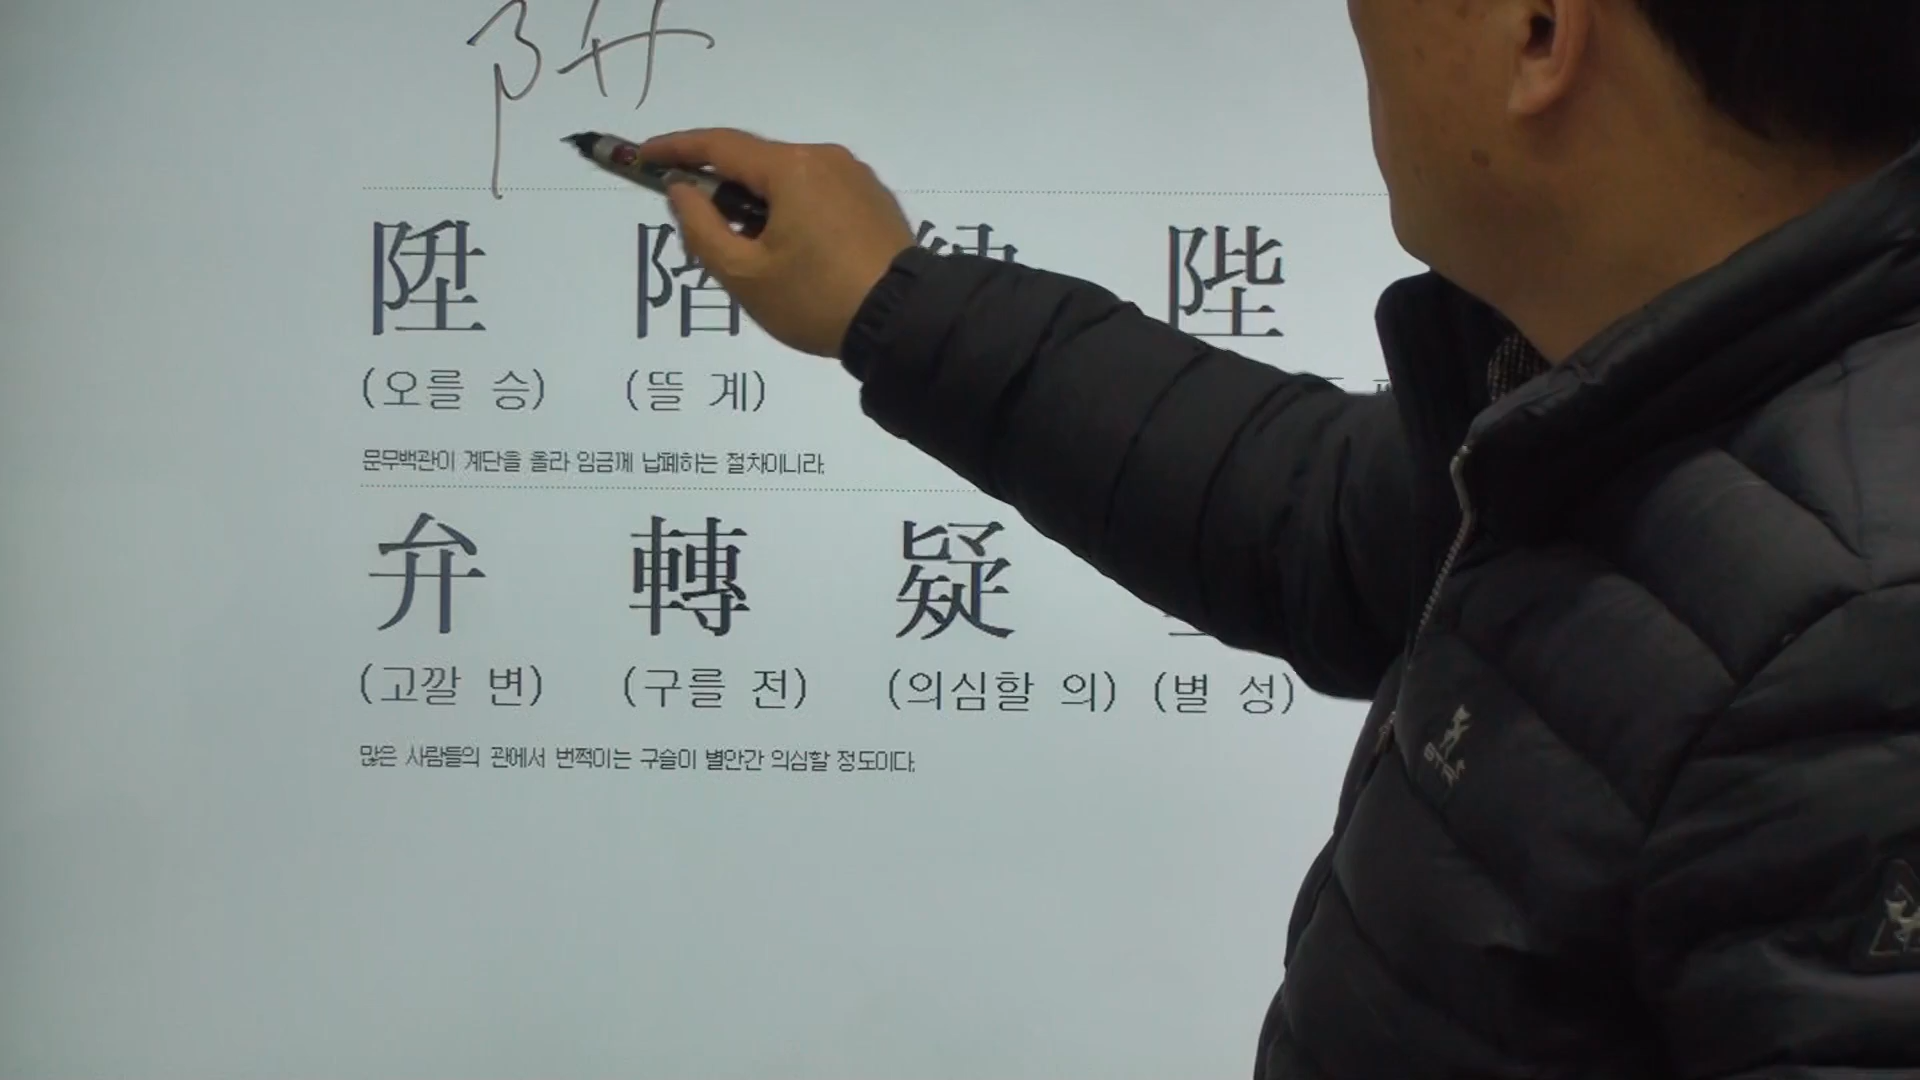 陞 階 陛
(오를 승) (뜰 계)
문무백관이 계단을 올라 임금께 납폐하는 절차이니라.
弁 轉 疑
(고깔 변) (구를 전) (의심할 의) (별 성)
많은 사람들의 관에서 번쩍이는 구슬이 별안간 의심할 정도이다.